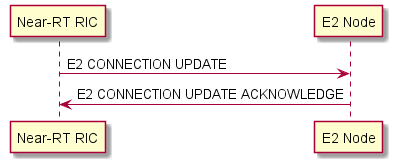 Near-RT RIC
E2 Node
E2 CONNECTION UPDATE
E2 CONNECTION UPDATE ACKNOWLEDGE
Near-RT RIC
E2 Node